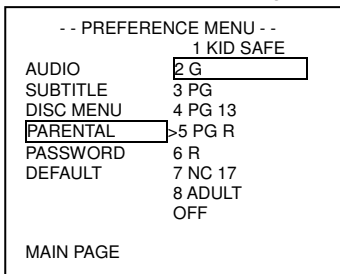 - - PREFERENCE MENU - -
1 KID SAFE
AUDIO 2 G
SUBTITLE 3 PG
DISC MENU 4 PG 13
PARENTAL >5 PG R
PASSWORD 6 R
DEFAULT 7 NC 17
8 ADULT
OFF
MAIN PAGE